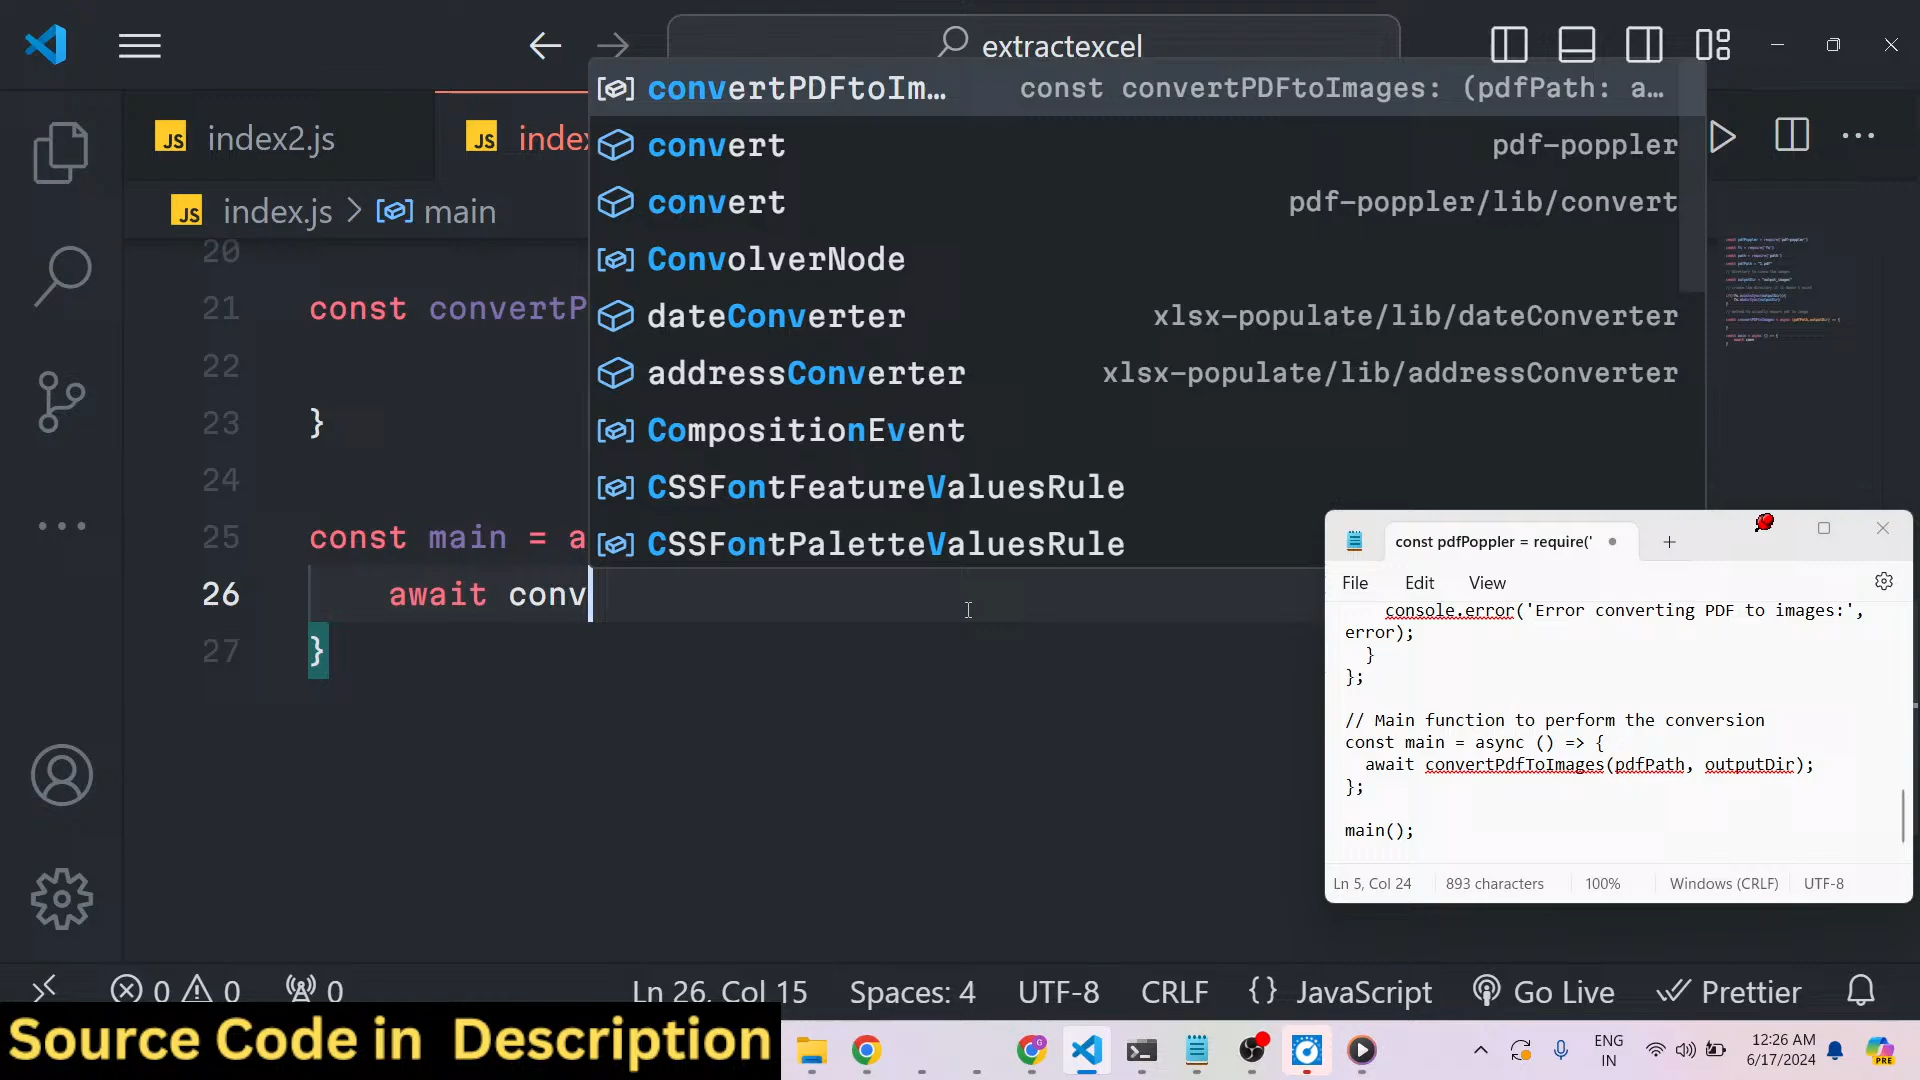 extractexcel
index2.js
index
index.js > main
convertPDFtoIm… const convertPDFtoImages: (pdfPath: a…
convert pdf-poppler
convert pdf-poppler/lib/convert
ConvolverNode
dateConverter xlsx-populate/lib/dateConverter
addressConverter xlsx-populate/lib/addressConverter
CompositionEvent
CSSFontFeatureValuesRule
CSSFontPaletteValuesRule
20
21 const convertP
22
23 }
24
25 const main = a
26 await conv
27 }
const pdfPoppler = require('
File Edit View
console.error('Error converting PDF to images:',
error);
}
};
// Main function to perform the conversion
const main = async () => {
await convertPdfToImages(pdfPath, outputDir);
};
main();
Ln 5, Col 24 893 characters 100% Windows (CRLF) UTF-8
0 0 0 Ln 26, Col 15 Spaces: 4 UTF-8 CRLF {} JavaScript Go Live Prettier
Source Code in Description
ENG
IN
12:26 AM
6/17/2024
PRE